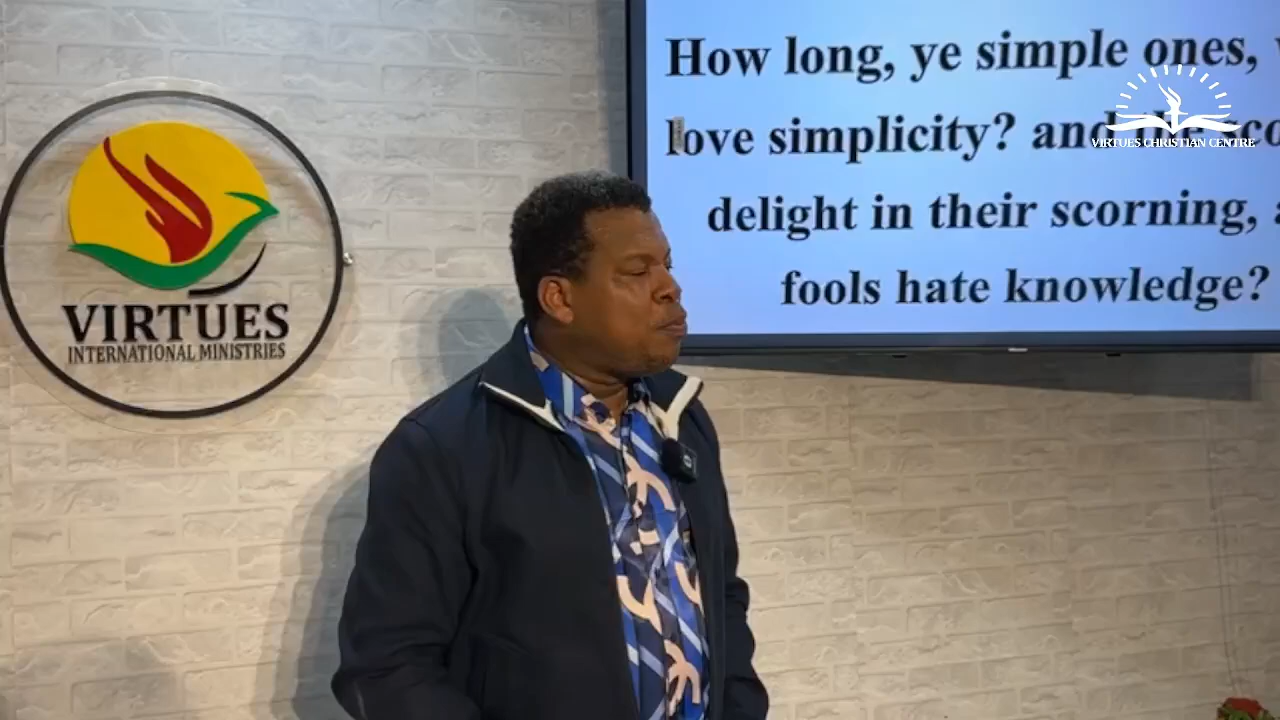 How long, ye simple ones,
love simplicity? and the
delight in their scorning,
fools hate knowledge?
VIRTUES CHRISTIAN CENTRE
VIRTUES
INTERNATIONAL MINISTRIES